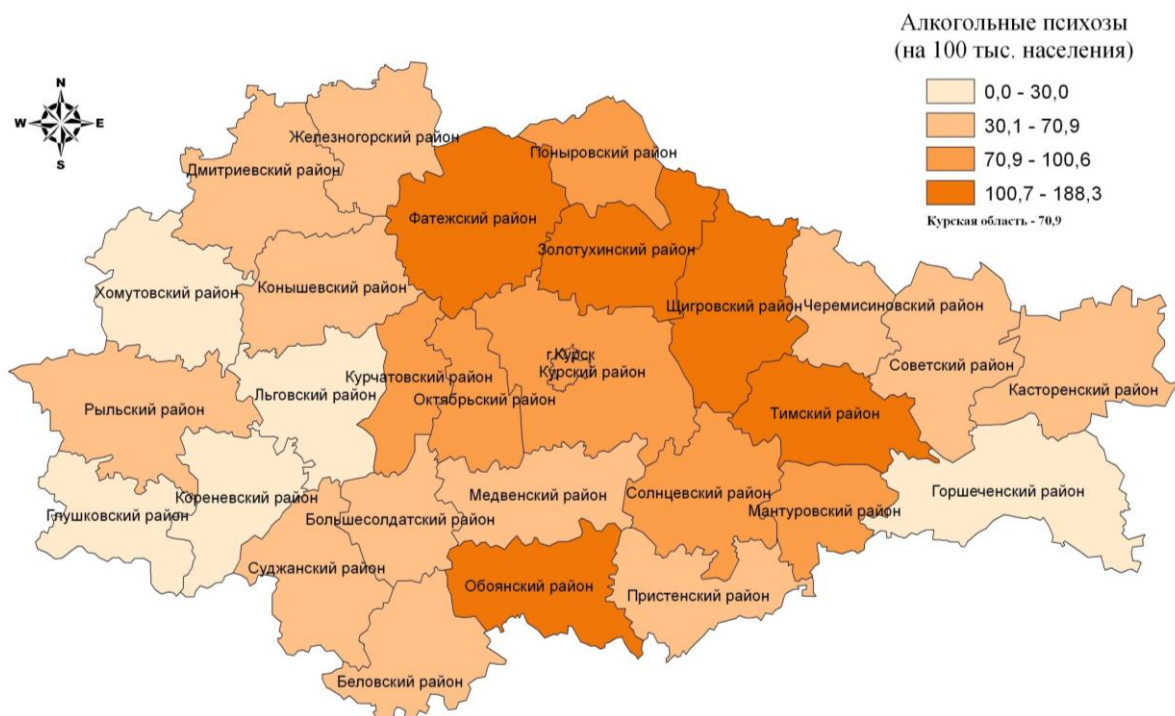 Алкогольные психозы
(на 100 тыс. населения)
0,0 - 30,0
30,1 - 70,9
70,9 - 100,6
100,7 - 188,3
Курская область - 70,9
N
W
E
S
Железногорский район
Поныровский район
Дмитриевский район
Фатежский район
Золотухинский район
Хомутовский район
Конышевский район
Щигровский район
Черемисиновский район
г.Курск
Курский район
Курчатовский район
Советский район
Льговский район
Октябрьский район
Касторенский район
Рыльский район
Тимский район
Кореневский район
Медвенский район
Солнцевский район
Горшеченский район
Глушковский район
Большесолдатский район
Мантуровский район
Суджанский район
Обоянский район
Пристенский район
Беловский район